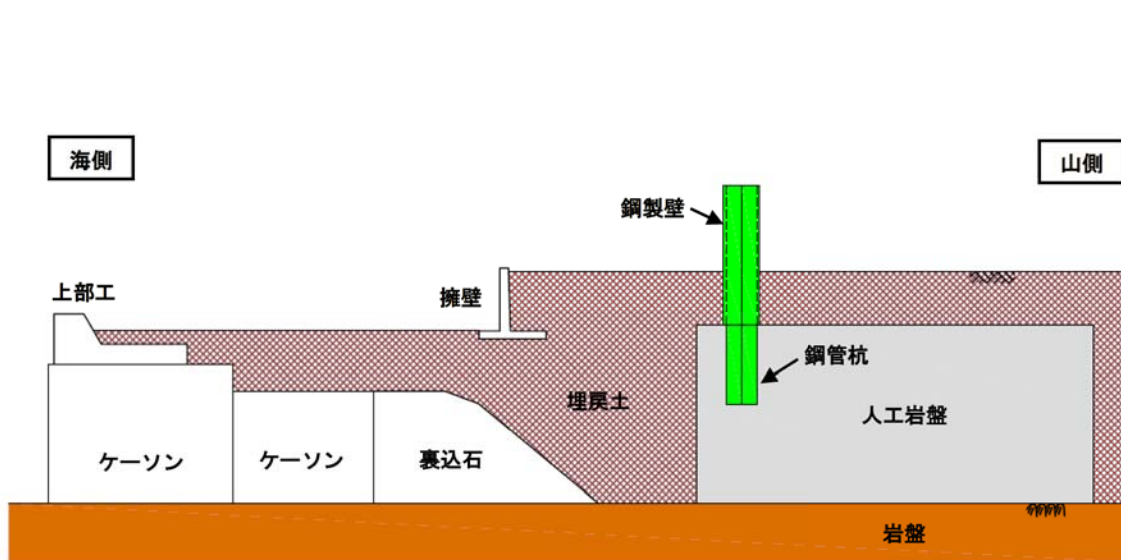 海側
山側
鋼製壁
上部工
擁壁
鋼管杭
埋戻土
人工岩盤
ケーソン
ケーソン
裏込石
岩盤